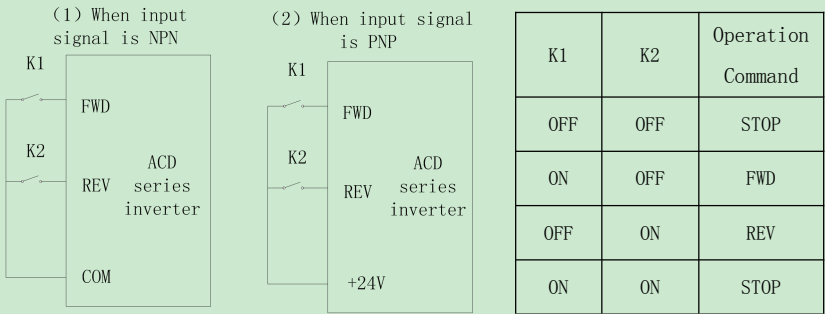 (1) When input
signal is NPN
K1
FWD
K2
REV
ACD
series
inverter
COM
(2) When input signal
is PNP
K1
FWD
K2
REV
ACD
series
inverter
+24V
K1 K2 Operation
Command
OFF OFF STOP
ON OFF FWD
OFF ON REV
ON ON STOP